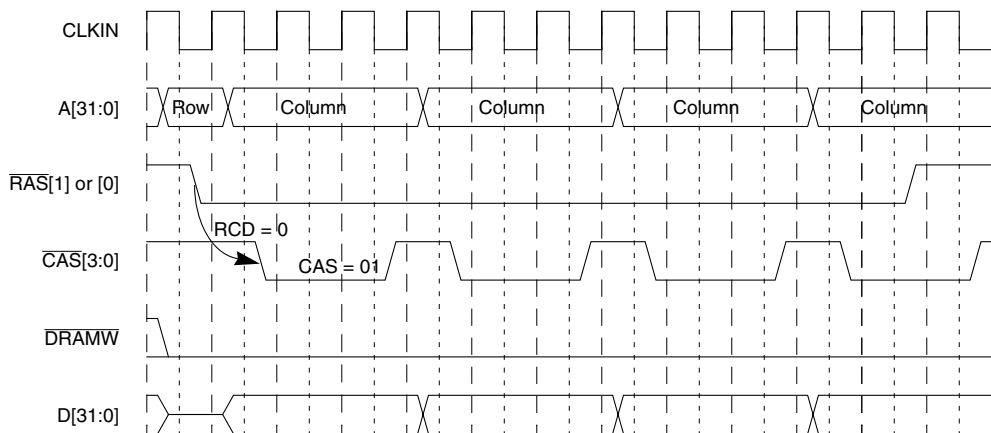 CLKIN
A[31:0] Row Column Column Column Column
RAS[1] or [0]
RCD = 0
CAS[3:0] CAS = 01
DRAMW
D[31:0]